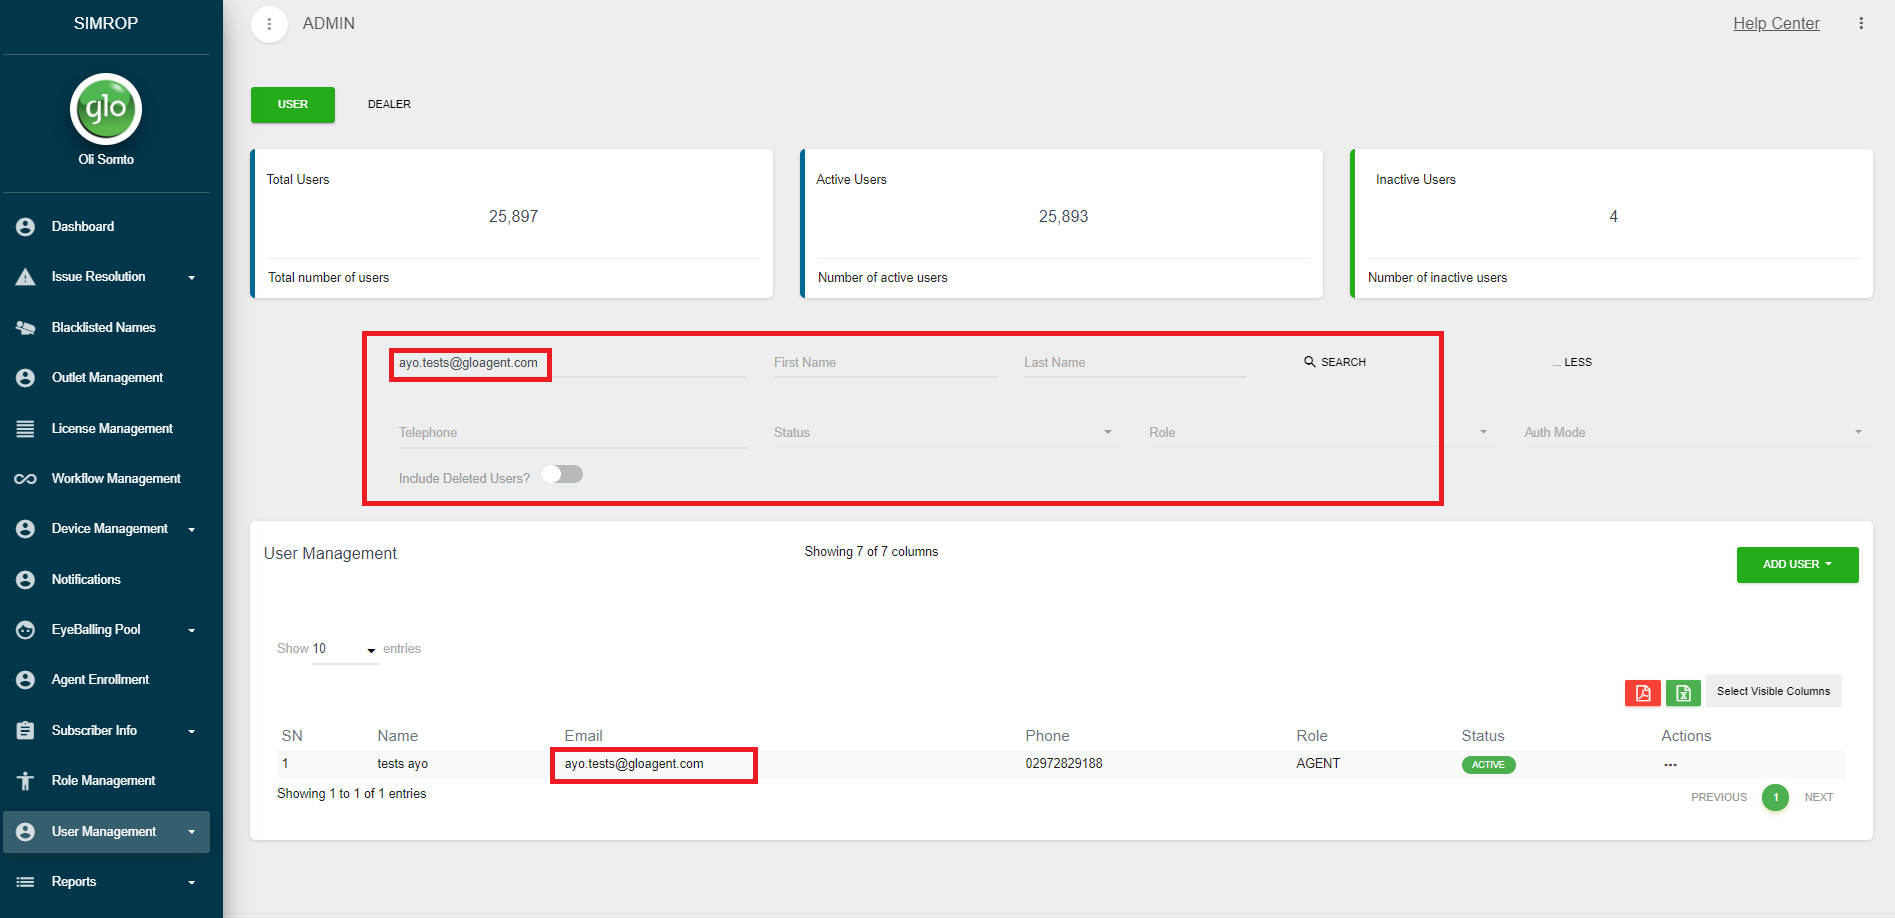 SIMROP
glo
Oli Somto
Dashboard
Issue Resolution
Blacklisted Names
Outlet Management
License Management
Workflow Management
Device Management
Notifications
EyeBalling Pool
Agent Enrollment
Subscriber Info
Role Management
User Management
Reports
ADMIN
Help Center
USER DEALER
Total Users
25,897
Total number of users
Active Users
25,893
Number of active users
Inactive Users
4
Number of inactive users
ayo.tests@gloagent.com First Name Last Name SEARCH ... LESS
Telephone Status Role Auth Mode
Include Deleted Users?
User Management Showing 7 of 7 columns
ADD USER
Show 10 entries
Select Visible Columns
SN Name Email Phone Role Status Actions
1 tests ayo ayo.tests@gloagent.com 02972829188 AGENT ACTIVE
Showing 1 to 1 of 1 entries
PREVIOUS 1 NEXT